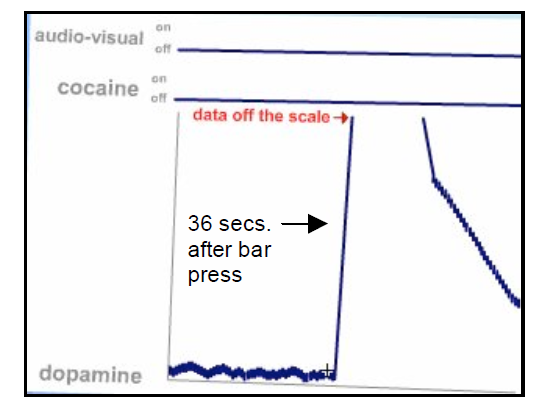 audio-visual
on
off
cocaine
on
off
data off the scale
36 secs.
after bar
press
dopamine